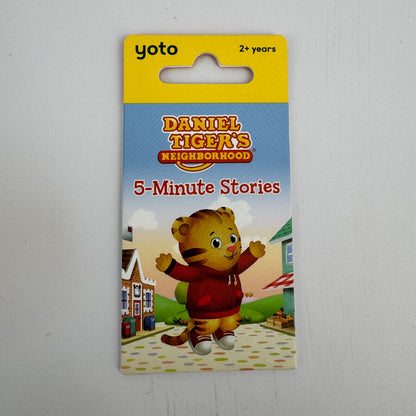 yoto 2+ years
DANIEL
TIGER'S
NEIGHBORHOOD®
5-Minute Stories